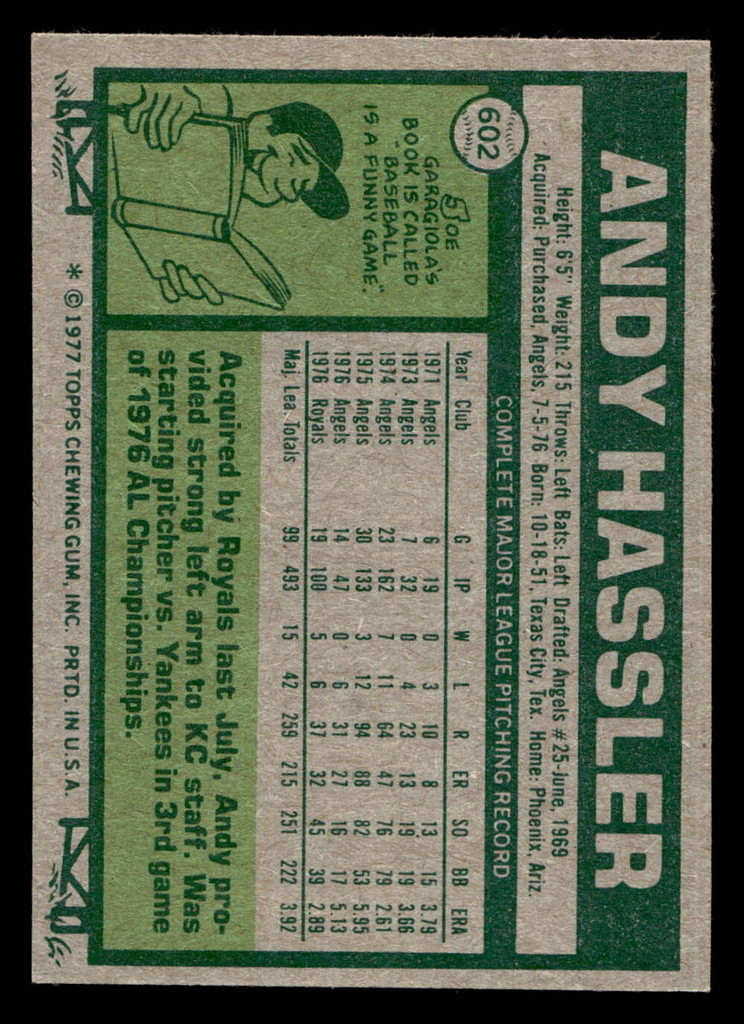 602
ANDY HASSLER
Height: 6'5" Weight: 215 Throws: Left Bats: Left Drafted: Angels #25-June, 1969
Acquired: Purchased, Angels, 7-5-76 Born: 10-18-51, Texas City, Tex. Home: Phoenix, Ariz.
JOE
GARAGIOLA'S
BOOK IS CALLED
"BASEBALL
IS A FUNNY GAME."
COMPLETE MAJOR LEAGUE PITCHING RECORD
Year Club G IP W L R ER SO BB ERA
1971 Angels 6 19 0 3 10 8 13 15 3.79
1973 Angels 7 32 0 4 23 13 19 19 3.66
1974 Angels 23 162 7 11 64 47 76 79 2.61
1975 Angels 30 133 3 12 94 88 82 53 5.95
1976 Angels 14 47 0 6 31 27 16 17 5.13
1976 Royals 19 100 5 6 37 32 45 39 2.89
Maj. Lea. Totals 99 493 15 42 259 215 251 222 3.92
Acquired by Royals last July, Andy pro-
vided strong left arm to KC staff. Was
starting pitcher vs. Yankees in 3rd game
of 1976 AL Championships.
* © 1977 TOPPS CHEWING GUM, INC. PRTD. IN U.S.A.